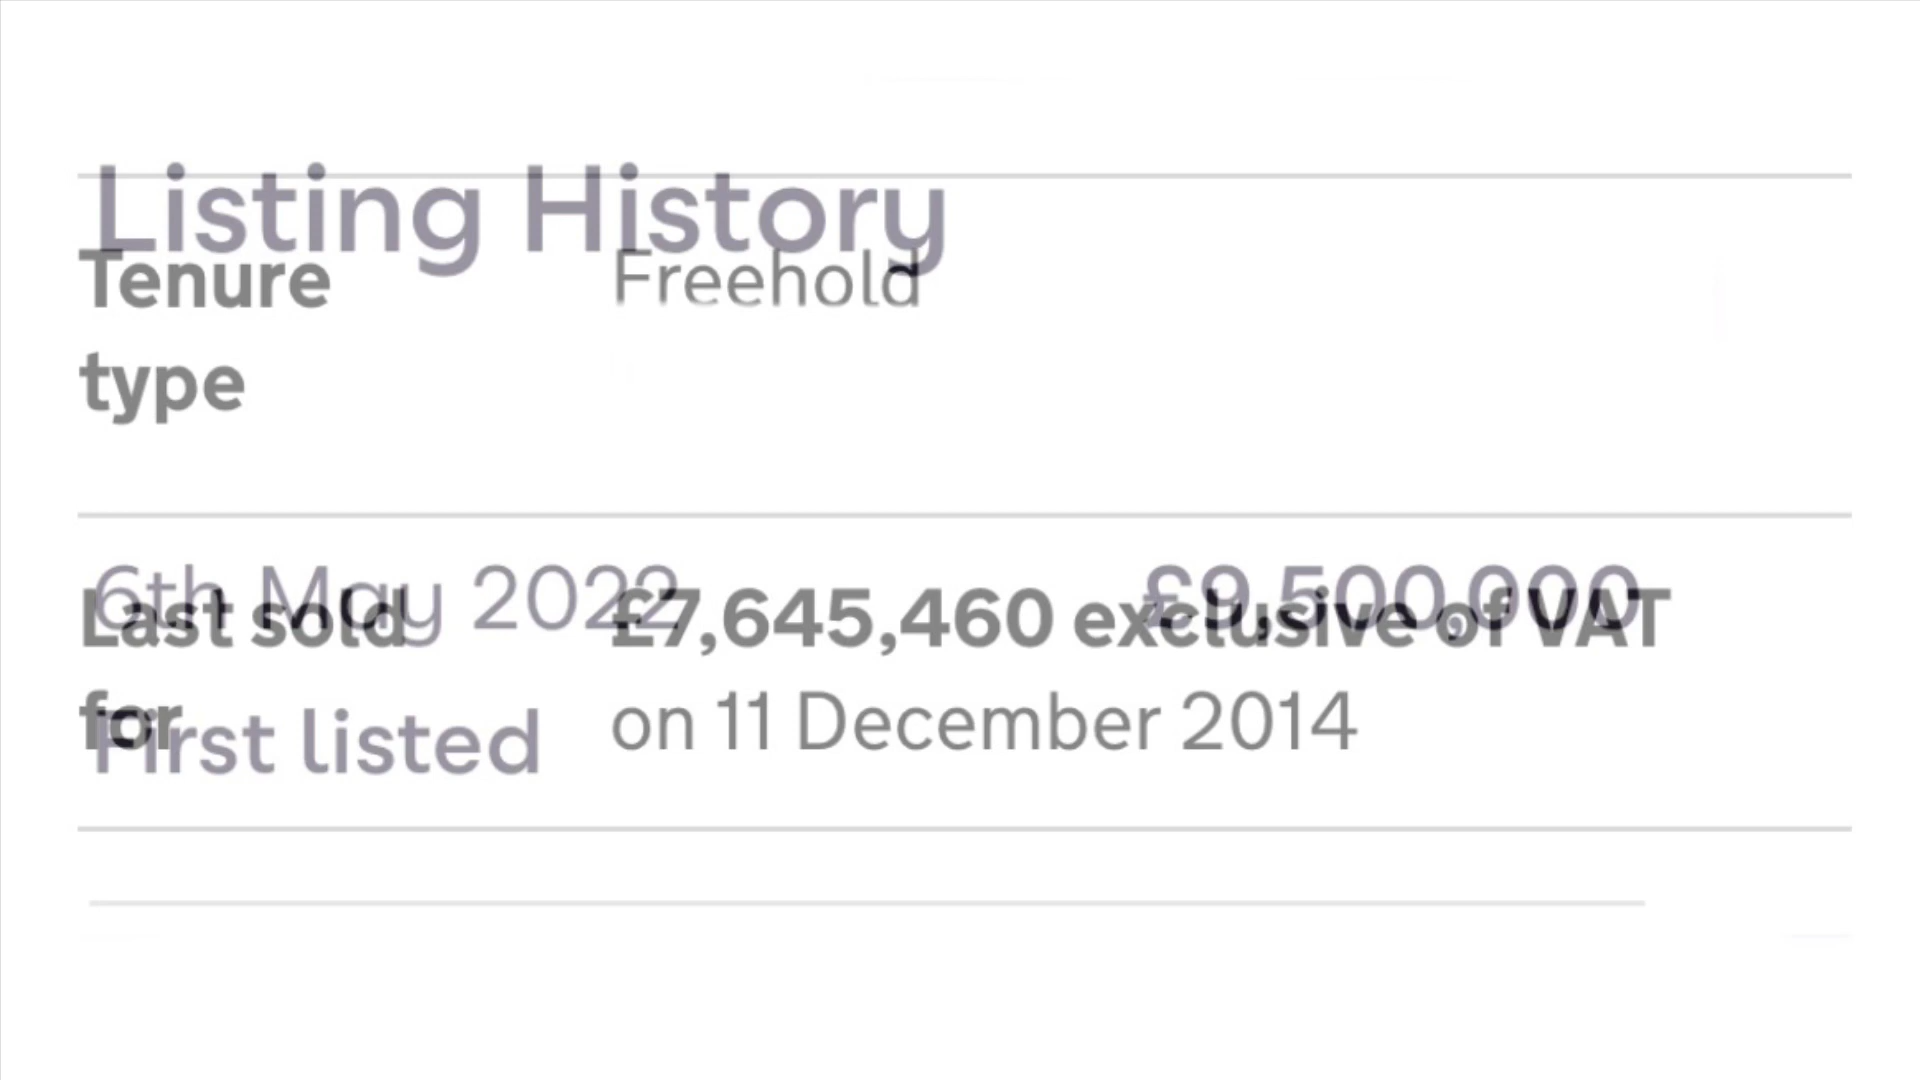 Listing History
Tenure Freehold
type
6th May 2022 £9,500,000
Last sold £7,645,460 exclusive of VAT
for on 11 December 2014
First listed